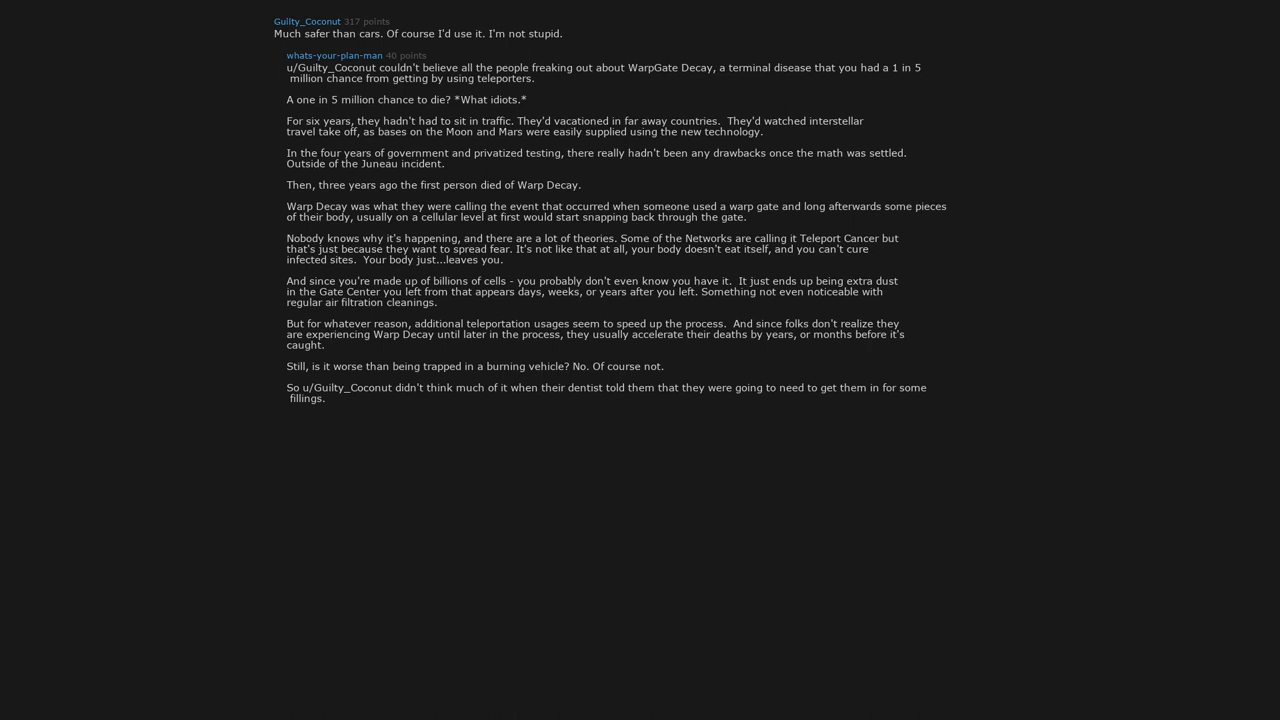 Guilty_Coconut 317 points
Much safer than cars. Of course I'd use it. I'm not stupid.
whats-your-plan-man 40 points
u/Guilty_Coconut couldn't believe all the people freaking out about WarpGate Decay, a terminal disease that you had a 1 in 5
million chance from getting by using teleporters.
A one in 5 million chance to die? *What idiots.*
For six years, they hadn't had to sit in traffic. They'd vacationed in far away countries.  They'd watched interstellar
travel take off, as bases on the Moon and Mars were easily supplied using the new technology.
In the four years of government and privatized testing, there really hadn't been any drawbacks once the math was settled.
Outside of the Juneau incident.
Then, three years ago the first person died of Warp Decay.
Warp Decay was what they were calling the event that occurred when someone used a warp gate and long afterwards some pieces
of their body, usually on a cellular level at first would start snapping back through the gate.
Nobody knows why it's happening, and there are a lot of theories. Some of the Networks are calling it Teleport Cancer but
that's just because they want to spread fear. It's not like that at all, your body doesn't eat itself, and you can't cure
infected sites.  Your body just...leaves you.
And since you're made up of billions of cells - you probably don't even know you have it.  It just ends up being extra dust
in the Gate Center you left from that appears days, weeks, or years after you left. Something not even noticeable with
regular air filtration cleanings.
But for whatever reason, additional teleportation usages seem to speed up the process.  And since folks don't realize they
are experiencing Warp Decay until later in the process, they usually accelerate their deaths by years, or months before it's
caught.
Still, is it worse than being trapped in a burning vehicle? No. Of course not.
So u/Guilty_Coconut didn't think much of it when their dentist told them that they were going to need to get them in for some
fillings.